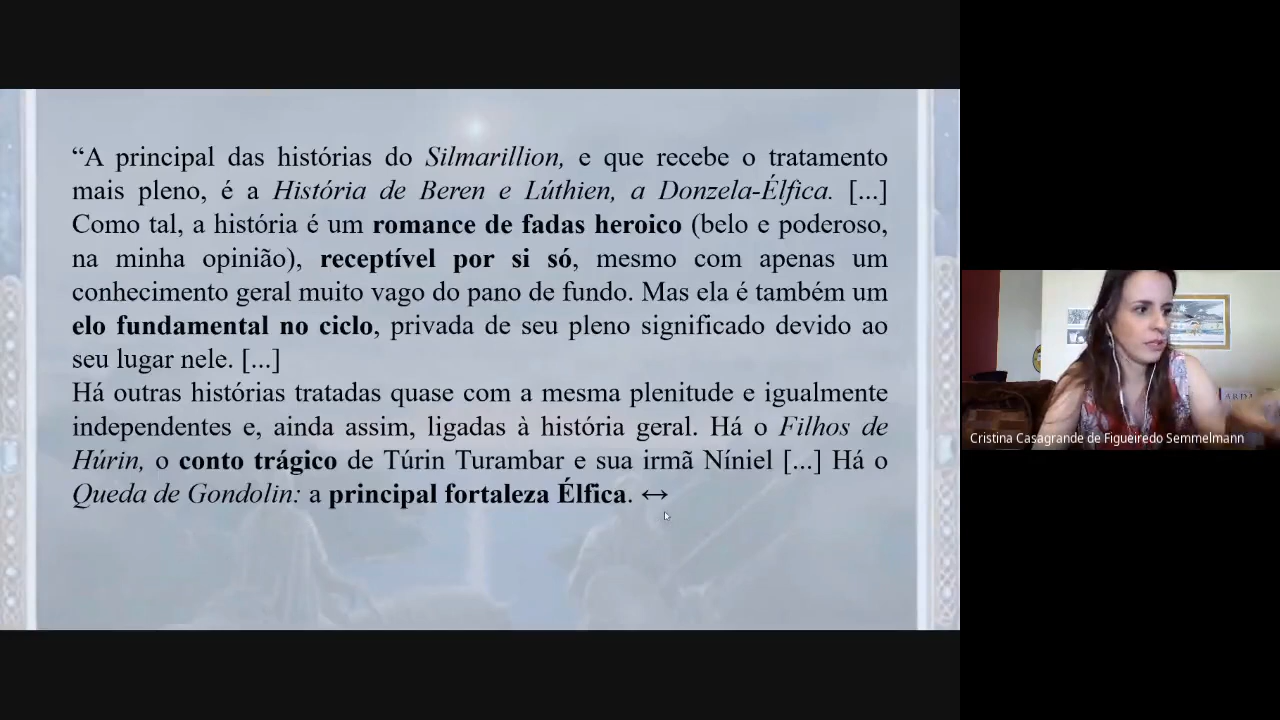 “A principal das histórias do Silmarillion, e que recebe o tratamento
mais pleno, é a História de Beren e Lúthien, a Donzela-Élfica. [...]
Como tal, a história é um romance de fadas heroico (belo e poderoso,
na minha opinião), receptível por si só, mesmo com apenas um
conhecimento geral muito vago do pano de fundo. Mas ela é também um
elo fundamental no ciclo, privada de seu pleno significado devido ao
seu lugar nele. [...]
Há outras histórias tratadas quase com a mesma plenitude e igualmente
independentes e, ainda assim, ligadas à história geral. Há o Filhos de
Húrin, o conto trágico de Túrin Turambar e sua irmã Níniel [...] Há o
Queda de Gondolin: a principal fortaleza Élfica. ↔
ARDA
Cristina Casagrande de Figueiredo Semmelmann